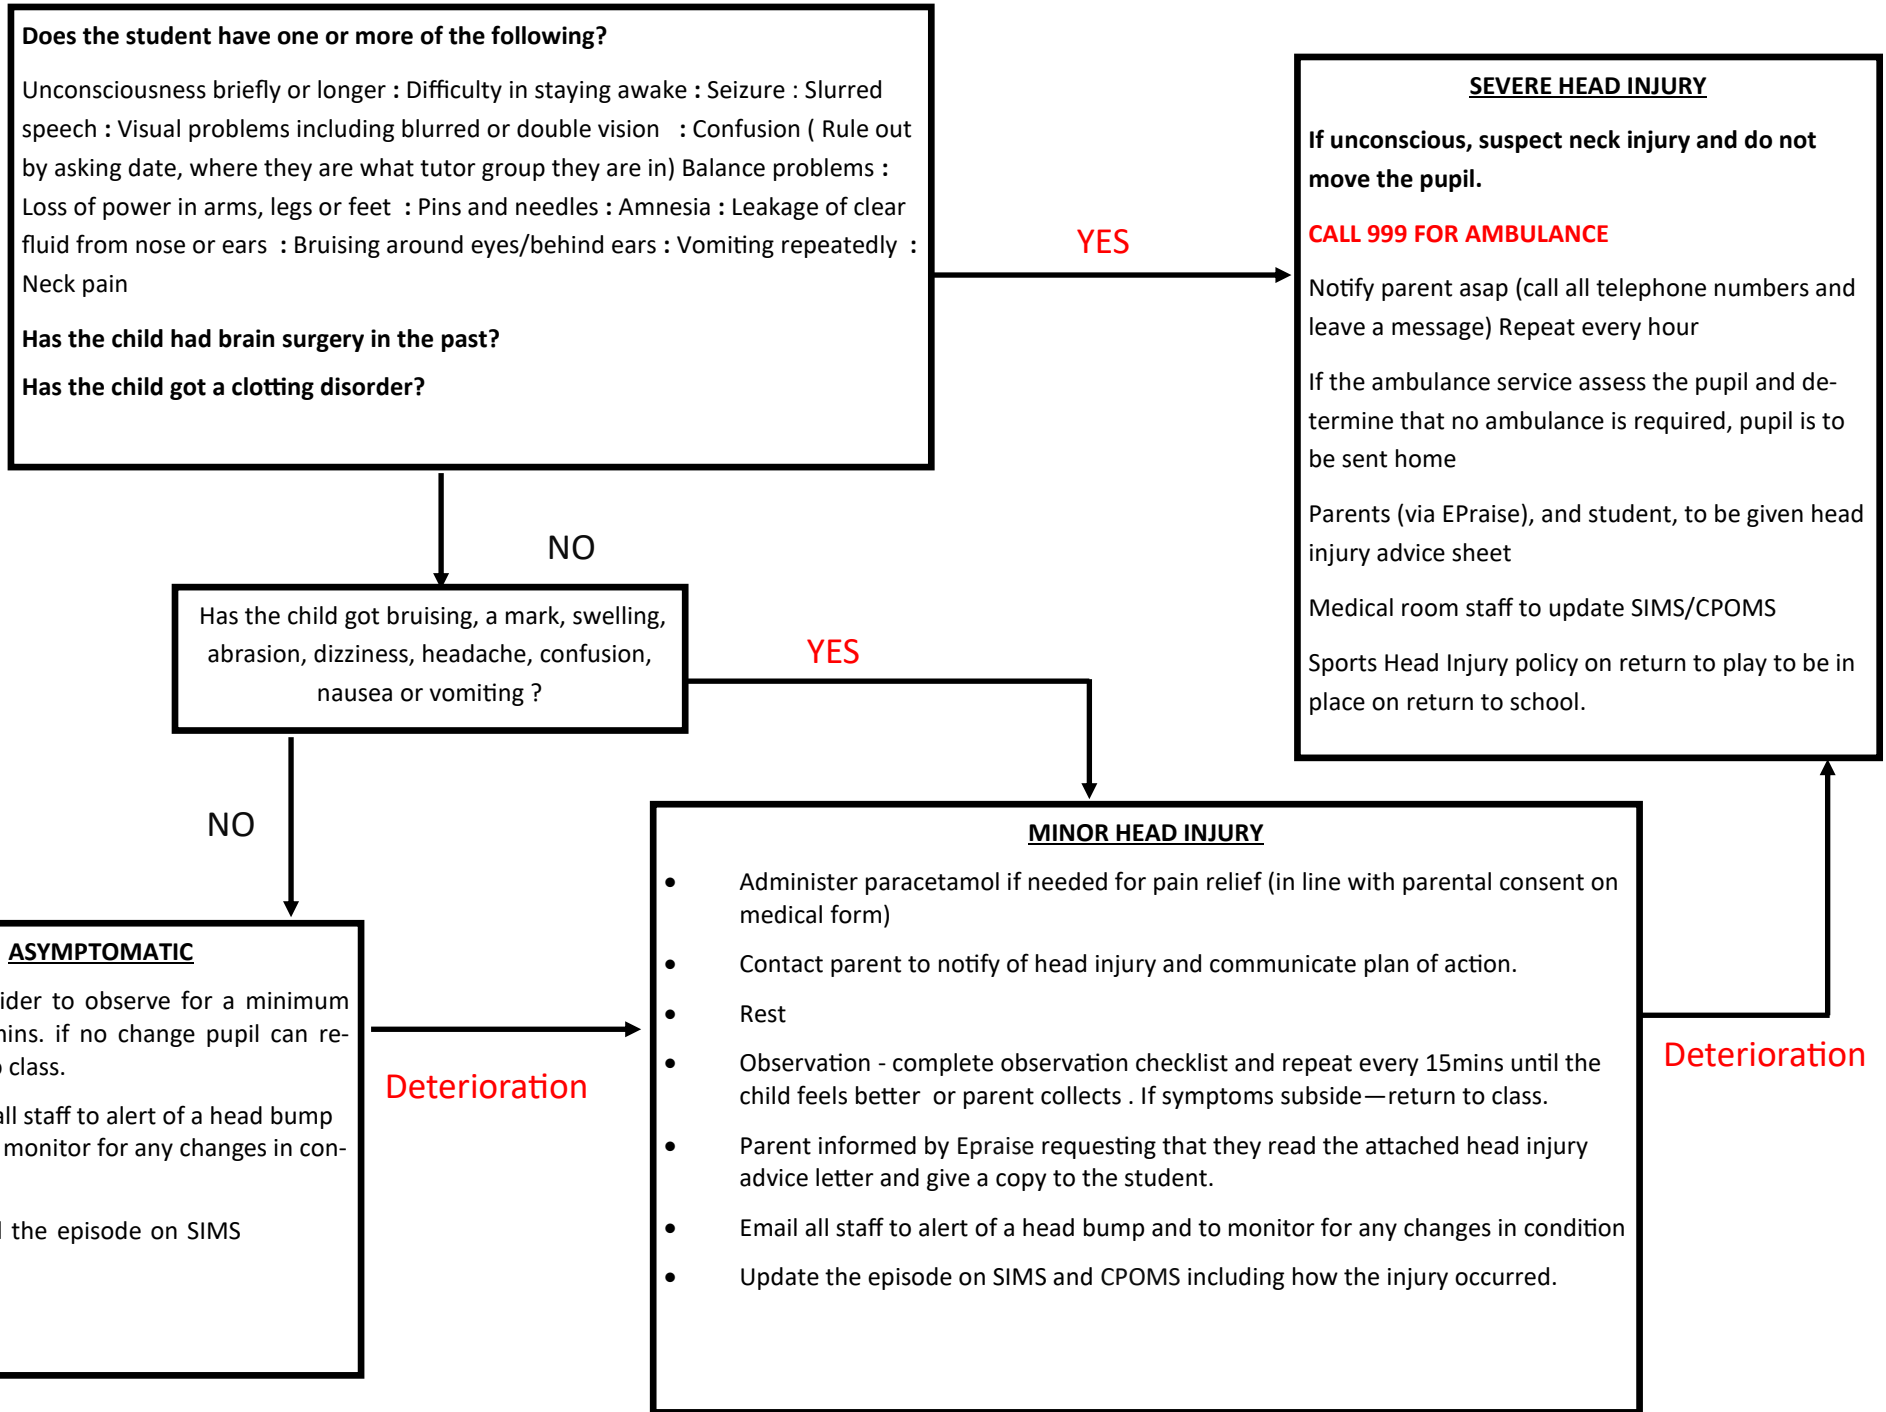 Does the student have one or more of the following?
Unconsciousness briefly or longer : Difficulty in staying awake : Seizure : Slurred
speech : Visual problems including blurred or double vision : Confusion ( Rule out
by asking date, where they are what tutor group they are in) Balance problems :
Loss of power in arms, legs or feet : Pins and needles : Amnesia : Leakage of clear
fluid from nose or ears : Bruising around eyes/behind ears : Vomiting repeatedly :
Neck pain
Has the child had brain surgery in the past?
Has the child got a clotting disorder?
YES
SEVERE HEAD INJURY
If unconscious, suspect neck injury and do not
move the pupil.
CALL 999 FOR AMBULANCE
Notify parent asap (call all telephone numbers and
leave a message) Repeat every hour
If the ambulance service assess the pupil and de-
termine that no ambulance is required, pupil is to
be sent home
Parents (via EPraise), and student, to be given head
injury advice sheet
Medical room staff to update SIMS/CPOMS
Sports Head Injury policy on return to play to be in
place on return to school.
NO
Has the child got bruising, a mark, swelling,
abrasion, dizziness, headache, confusion,
nausea or vomiting ?
YES
NO
ASYMPTOMATIC
to observe for a minimum
if no change pupil can re-
class.
all staff to alert of a head bump
monitor for any changes in con-
the episode on SIMS
Deterioration
MINOR HEAD INJURY
• Administer paracetamol if needed for pain relief (in line with parental consent on
medical form)
• Contact parent to notify of head injury and communicate plan of action.
• Rest
• Observation - complete observation checklist and repeat every 15mins until the
child feels better or parent collects . If symptoms subside—return to class.
• Parent informed by Epraise requesting that they read the attached head injury
advice letter and give a copy to the student.
• Email all staff to alert of a head bump and to monitor for any changes in condition
• Update the episode on SIMS and CPOMS including how the injury occurred.
Deterioration